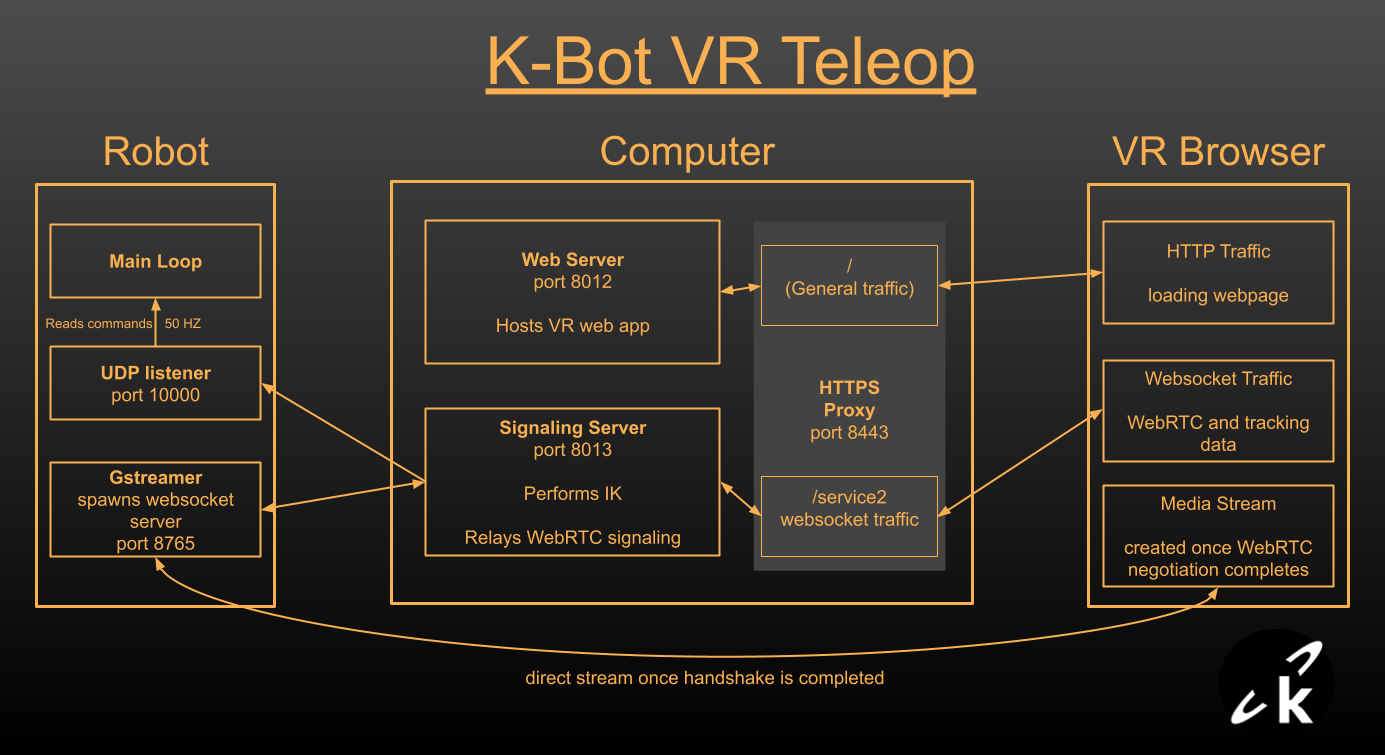 K-Bot VR Teleop
Robot
Computer
VR Browser
Main Loop
Reads commands
50 HZ
UDP listener
port 10000
Gstreamer
spawns websocket
server
port 8765
Web Server
port 8012
Hosts VR web app
Signaling Server
port 8013
Performs IK
Relays WebRTC signaling
/
(General traffic)
HTTPS
Proxy
port 8443
/service2
websocket traffic
HTTP Traffic
loading webpage
Websocket Traffic
WebRTC and tracking
data
Media Stream
created once WebRTC
negotiation completes
direct stream once handshake is completed
k